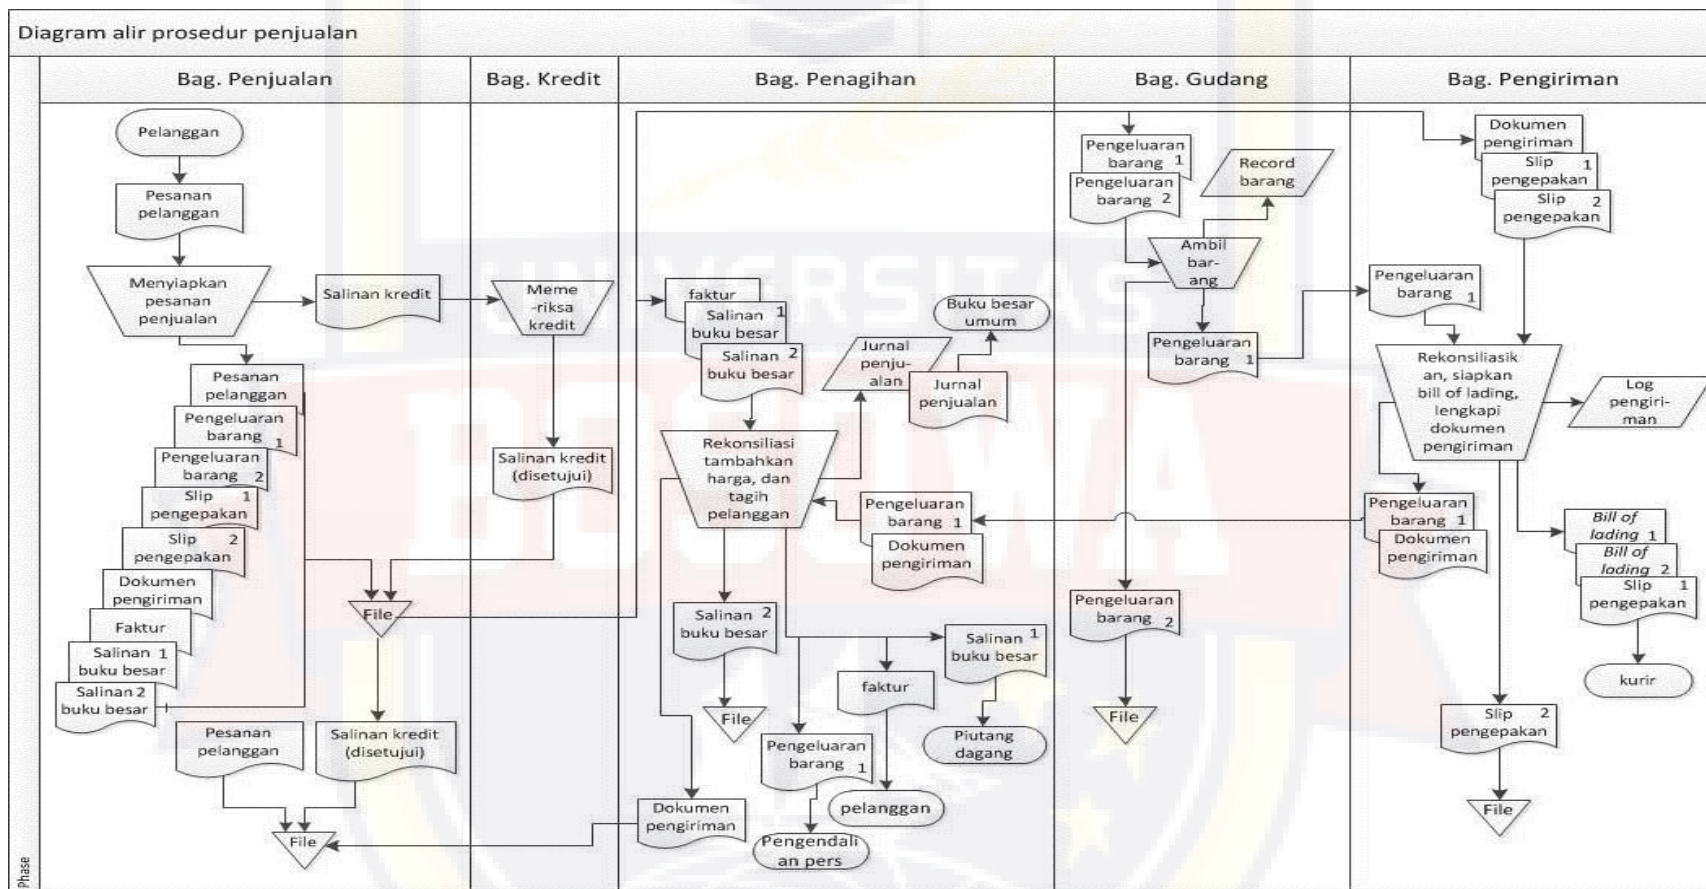 Diagram alir prosedur penjualan
Phase
Bag. Penjualan
Bag. Kredit
Bag. Penagihan
Bag. Gudang
Bag. Pengiriman
Pelanggan
Pesanan
pelanggan
Menyiapkan
pesanan
penjualan
Salinan kredit
Pesanan
pelanggan
Pengeluaran
barang 1
Pengeluaran
barang 2
Slip 1
pengepakan
Slip 2
pengepakan
Dokumen
pengiriman
Faktur
Salinan 1
buku besar
Salinan 2
buku besar
File
Pesanan
pelanggan
Salinan kredit
(disetujui)
File
Meme
-riksa
kredit
Salinan kredit
(disetujui)
faktur
Salinan 1
buku besar
Salinan 2
buku besar
Rekonsiliasi
tambahkan
harga, dan
tagih
pelanggan
Jurnal
penju-
alan
Jurnal
penjualan
Buku besar
umum
Pengeluaran
barang 1
Dokumen
pengiriman
Salinan 2
buku besar
File
Salinan 1
buku besar
faktur
Piutang
dagang
Pengeluaran
barang 1
pelanggan
Dokumen
pengiriman
Pengendali
an pers
Pengeluaran
barang 1
Pengeluaran
barang 2
Record
barang
Ambil
bar-
ang
Pengeluaran
barang 1
Pengeluaran
barang 2
File
Dokumen
pengiriman
Slip 1
pengepakan
Slip 2
pengepakan
Pengeluaran
barang 1
Rekonsiliasik
an, siapkan
bill of lading,
lengkapi
dokumen
pengiriman
Log
pengiri-
man
Pengeluaran
barang 1
Dokumen
pengiriman
Bill of
lading 1
Bill of
lading 2
Slip 1
pengepakan
kurir
Slip 2
pengepakan
File
UNIVERSITAS
BOSOWA